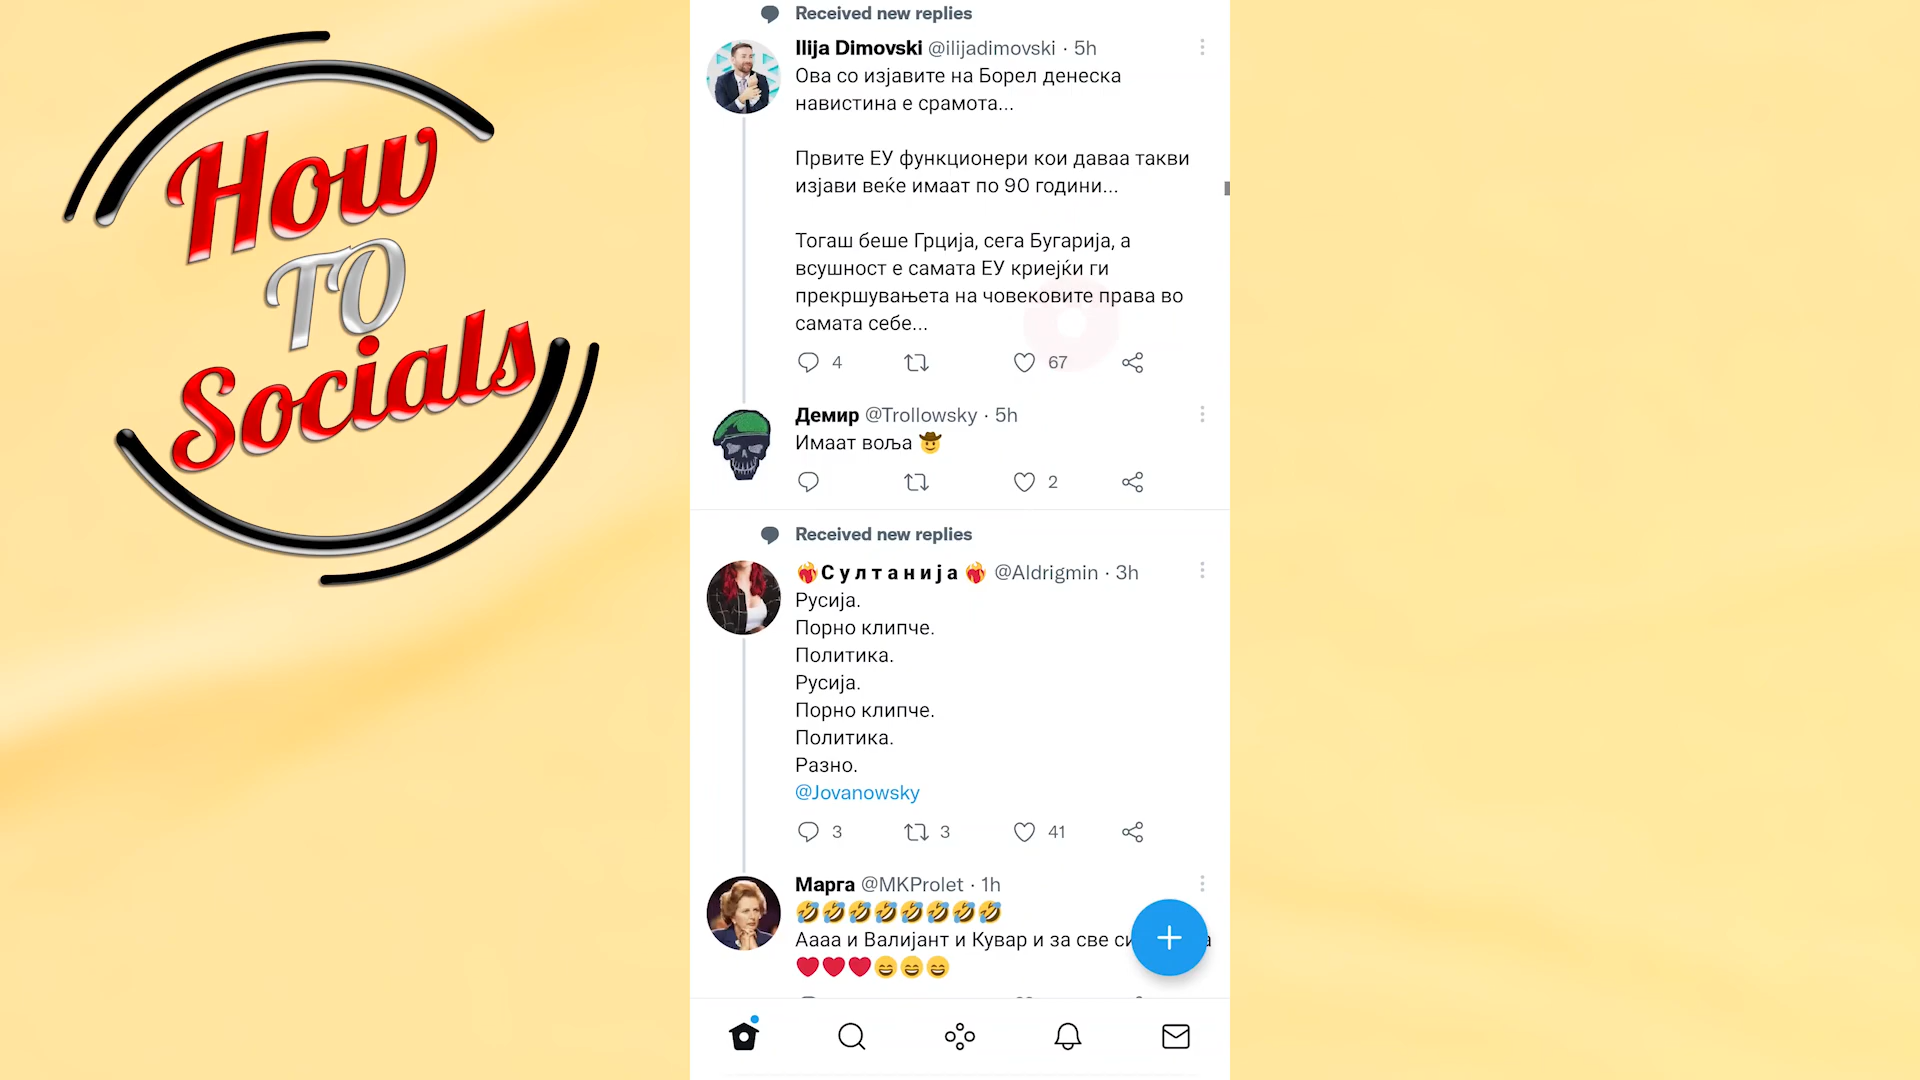 How
TO
Socials
Received new replies
Ilija Dimovski @ilijadimovski · 5h
Ова со изјавите на Борел денеска
навистина е срамота...
Првите ЕУ функционери кои даваа такви
изјави веќе имаат по 90 години...
Тогаш беше Грција, сега Бугарија, а
всушност е самата ЕУ криејќи ги
прекршувањета на човековите права во
самата себе...
4 67
Демир @Trollowsky · 5h
Имаат воља 🤠
2
Received new replies
❤️‍🔥Султанија❤️‍🔥 @Aldrigmin · 3h
Русија.
Порно клипче.
Политика.
Русија.
Порно клипче.
Политика.
Разно.
@Jovanowsky
3 3 41
Марга @MKProlet · 1h
🤣🤣🤣🤣🤣🤣🤣🤣
Аааа и Валијант и Кувар и за све
❤️❤️❤️😄😄😄